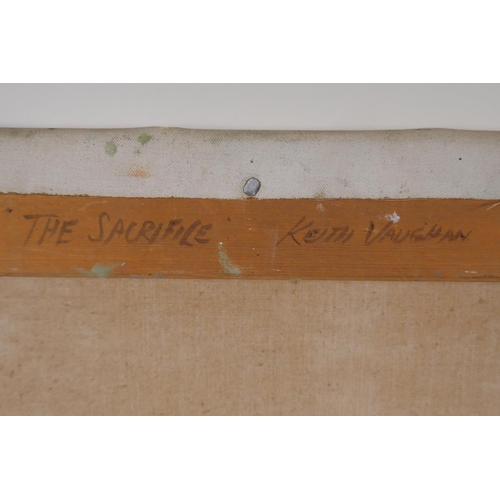 THE SACRIFICE KEITH VAUGHAN